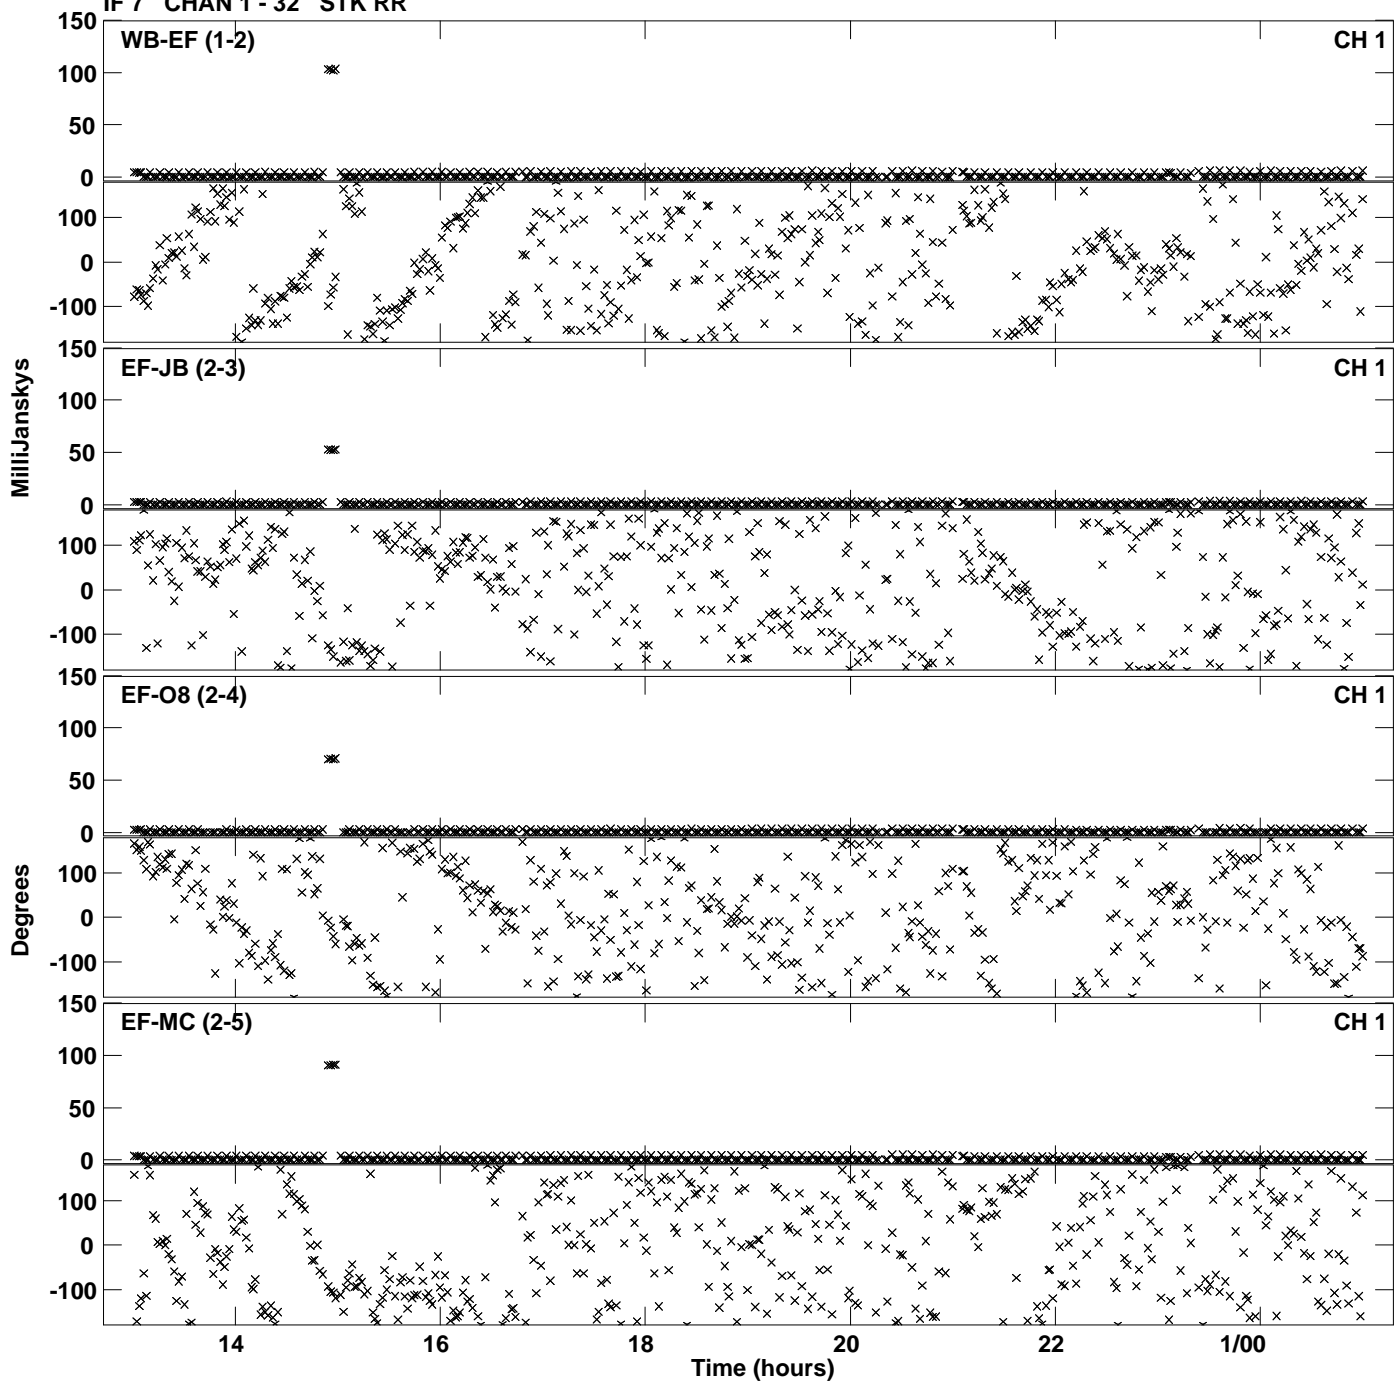 IF 7 CHAN 1 - 32 STK RR
150
WB-EF (1-2)
CH 1
100
50
0
100
0
-100
150
EF-JB (2-3)
CH 1
100
50
0
100
0
-100
150
EF-O8 (2-4)
CH 1
100
50
0
100
0
-100
150
EF-MC (2-5)
CH 1
100
50
0
100
0
-100
MilliJanskys
Degrees
14 16 18 20 22 1/00
Time (hours)